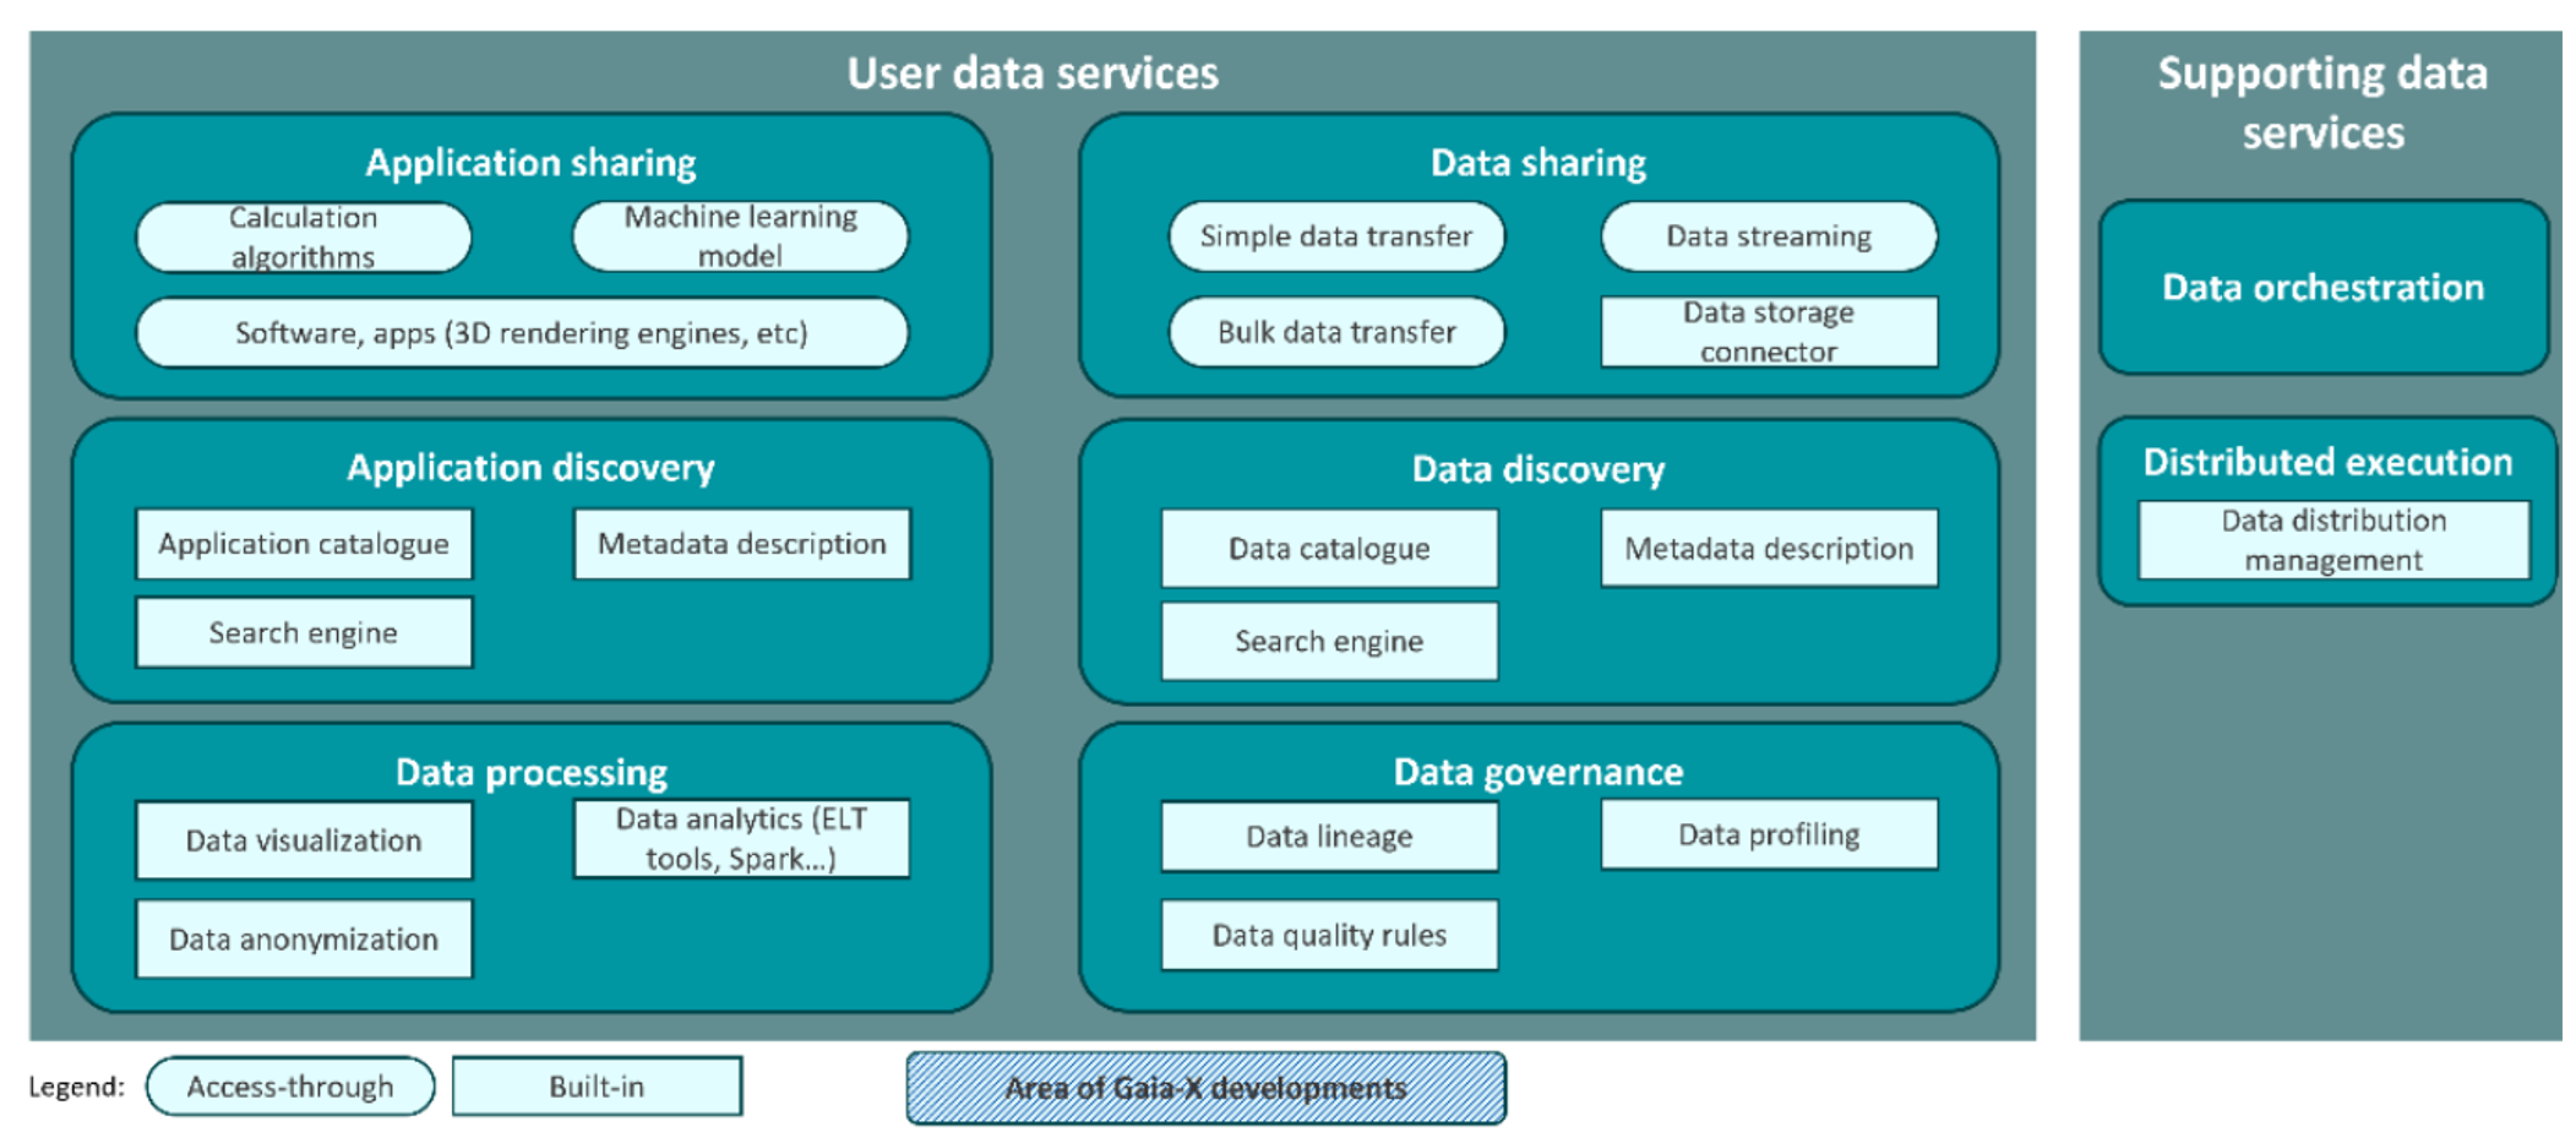 User data services
Application sharing
Calculation
algorithms
Machine learning
model
Software, apps (3D rendering engines, etc)
Data sharing
Simple data transfer
Data streaming
Bulk data transfer
Data storage
connector
Application discovery
Application catalogue
Metadata description
Search engine
Data discovery
Data catalogue
Metadata description
Search engine
Data processing
Data visualization
Data analytics (ELT
tools, Spark...)
Data anonymization
Data governance
Data lineage
Data profiling
Data quality rules
Supporting data
services
Data orchestration
Distributed execution
Data distribution
management
Legend:
Access-through
Built-in
Area of Gaia-X developments